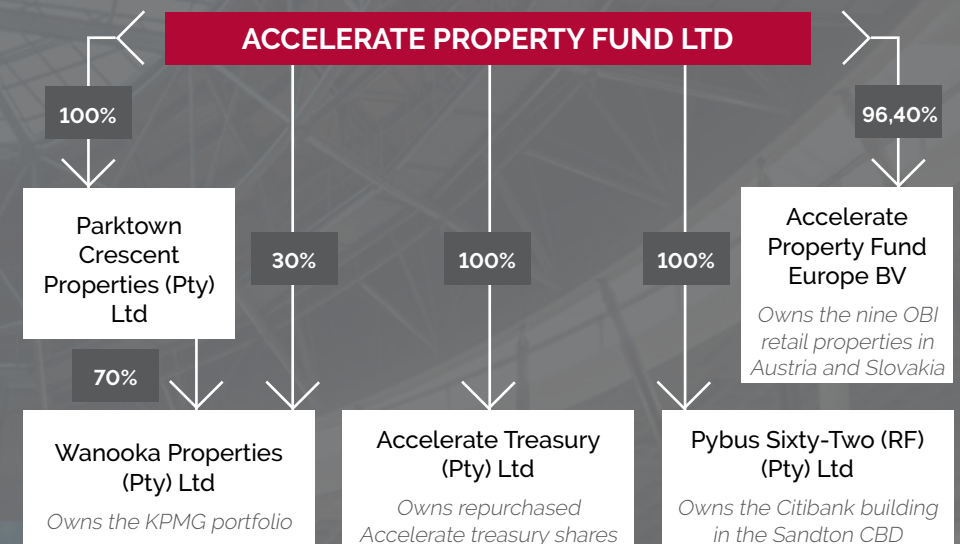 ACCELERATE PROPERTY FUND LTD
100%
96,40%
Parktown
Crescent
Properties (Pty)
Ltd
30%
100%
100%
Accelerate
Property Fund
Europe BV
Owns the nine OBI
retail properties in
Austria and Slovakia
70%
Wanooka Properties
(Pty) Ltd
Owns the KPMG portfolio
Accelerate Treasury
(Pty) Ltd
Owns repurchased
Accelerate treasury shares
Pybus Sixty-Two (RF)
(Pty) Ltd
Owns the Citibank building
in the Sandton CBD